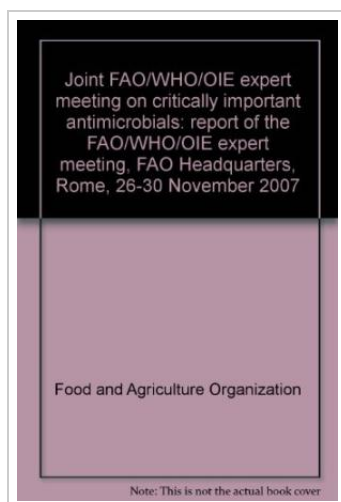 Joint FAO/WHO/OIE expert
meeting on critically important
antimicrobials: report of the
FAO/WHO/OIE expert
meeting, FAO Headquarters,
Rome, 26-30 November 2007
Food and Agriculture Organization
Note: This is not the actual book cover